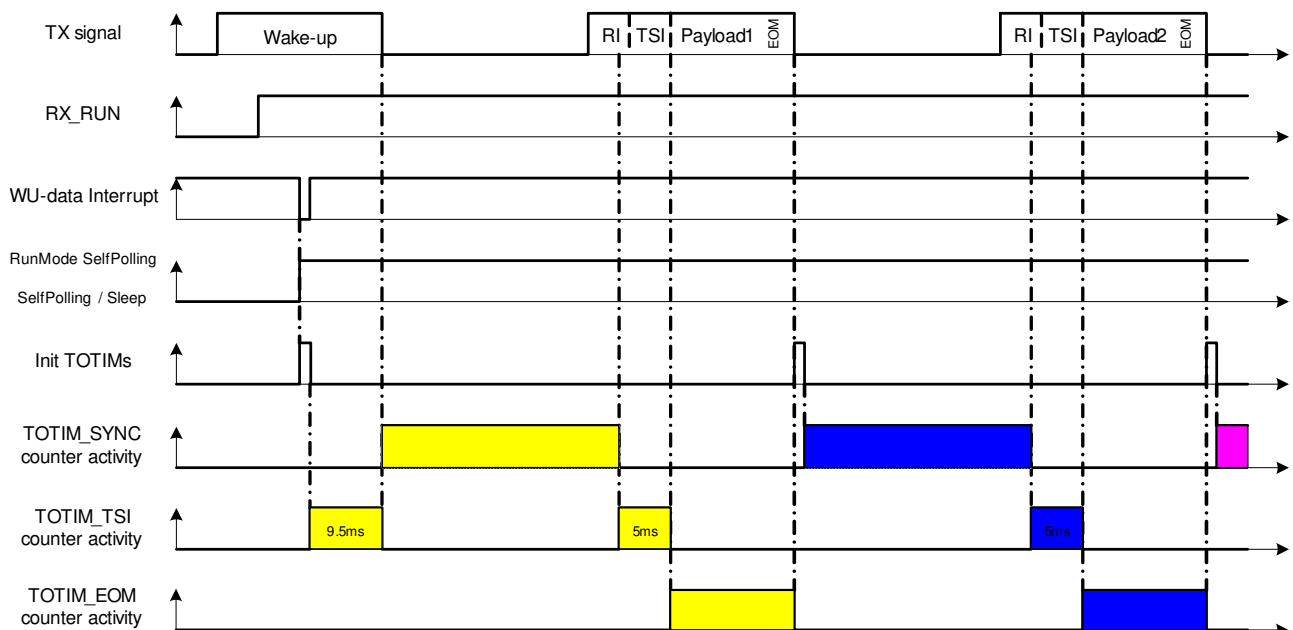 TX signal
Wake-up
RI
TSI
Payload1
EOM
RI
TSI
Payload2
EOM
RX_RUN
WU-data Interrupt
RunMode SelfPolling
SelfPolling / Sleep
Init TOTIMs
TOTIM_SYNC
counter activity
TOTIM_TSI
counter activity
9.5ms
5ms
5ms
TOTIM_EOM
counter activity